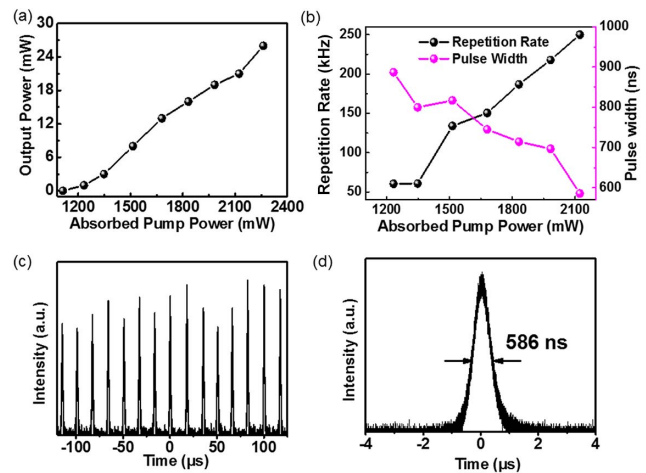 (a)
30
24
18
12
6
0
Output Power (mW)
1200 1500 1800 2100 2400
Absorbed Pump Power (mW)
(b)
250
200
150
100
50
Repetition Rate (kHz)
Repetition Rate
Pulse Width
1000
900
800
700
600
Pulse width (ns)
1200 1500 1800 2100
Absorbed Pump Power (mW)
(c)
Intensity (a.u.)
-100 -50 0 50 100
Time (µs)
(d)
Intensity (a.u.)
586 ns
-4 -2 0 2 4
Time (µs)